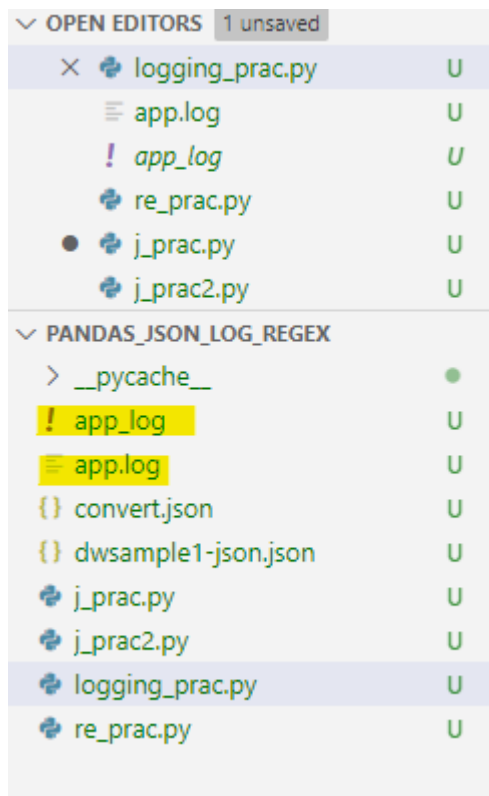 OPEN EDITORS 1 unsaved
logging_prac.py U
app.log U
! app_log U
re_prac.py U
j_prac.py U
j_prac2.py U
PANDAS_JSON_LOG_REGEX
__pycache__
! app_log U
app.log U
{} convert.json U
{} dwsample1-json.json U
j_prac.py U
j_prac2.py U
logging_prac.py U
re_prac.py U